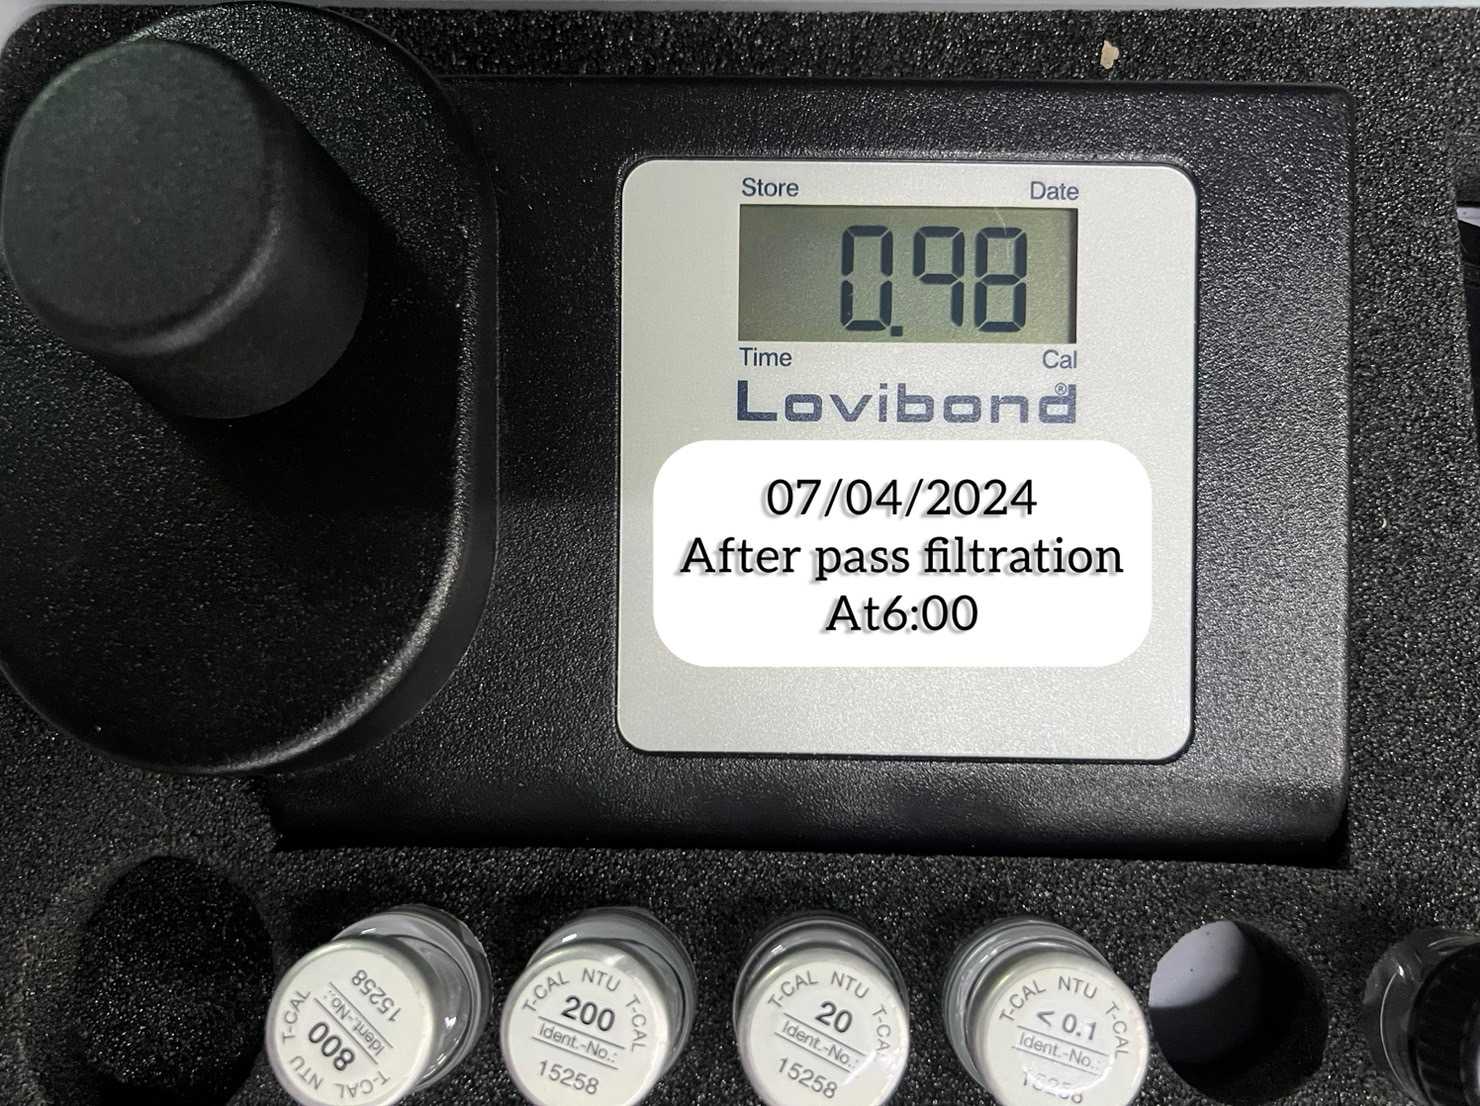 Store Date
0.98
Time Cal
Lovibond®
07/04/2024
After pass filtration
At6:00
T-CAL NTU T-CAL
800
Ident.-No.:
15258
T-CAL NTU T-CAL
200
Ident.-No.:
15258
T-CAL NTU T-CAL
20
Ident.-No.:
15258
T-CAL NTU T-CAL
< 0.1
Ident.-No.:
15258